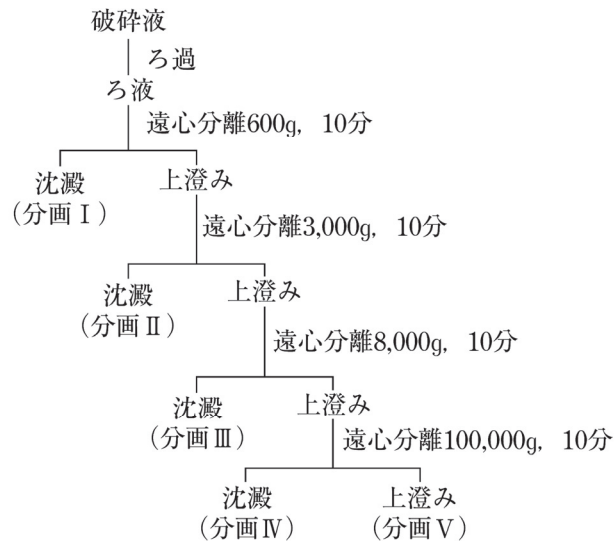 破砕液
ろ過
ろ液
遠心分離600g, 10分
沈澱
(分画Ⅰ)
上澄み
遠心分離3,000g, 10分
沈澱
(分画Ⅱ)
上澄み
遠心分離8,000g, 10分
沈澱
(分画Ⅲ)
上澄み
遠心分離100,000g, 10分
沈澱
(分画Ⅳ)
上澄み
(分画Ⅴ)